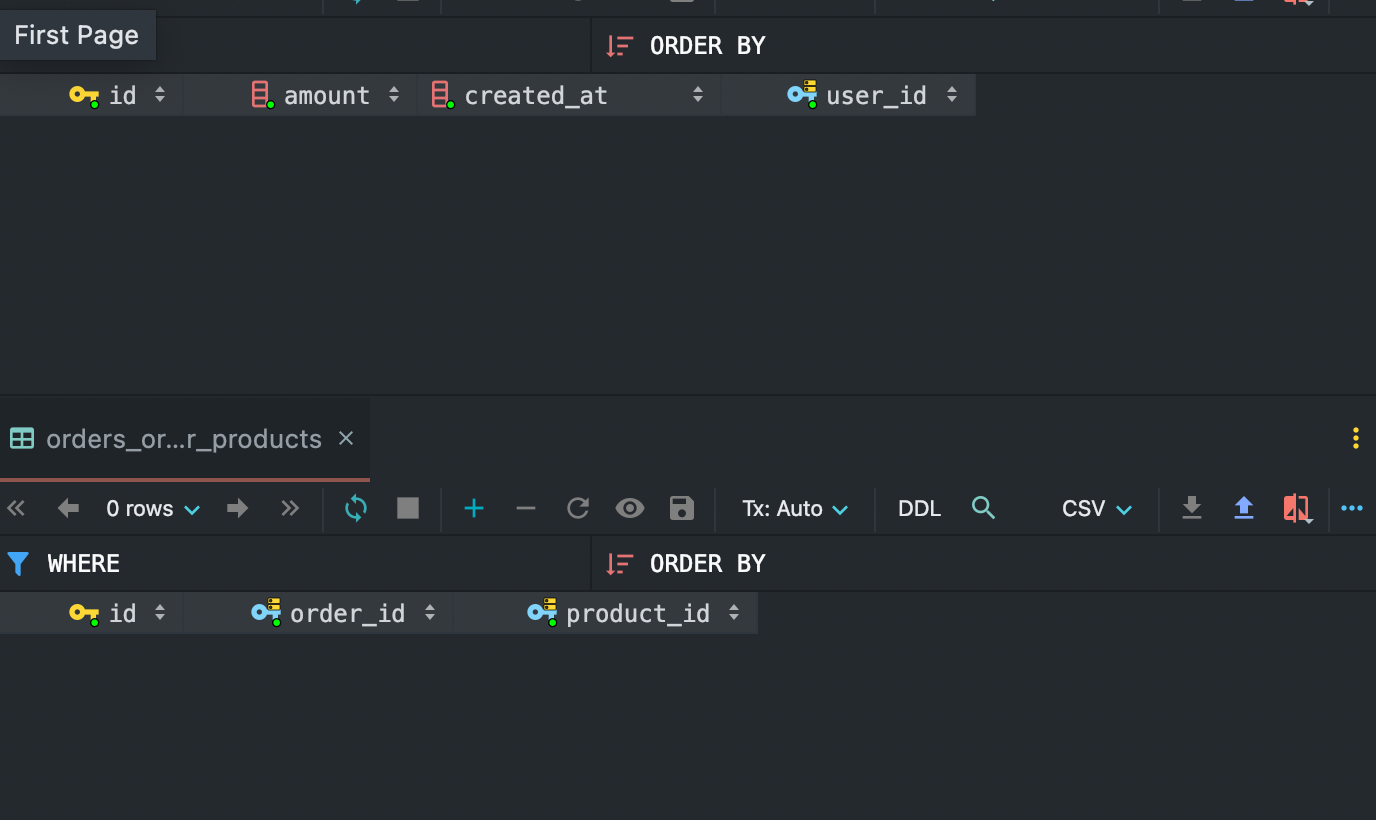 First Page
ORDER BY
id amount created_at user_id
orders_or...r_products
0 rows Tx: Auto DDL CSV
WHERE ORDER BY
id order_id product_id